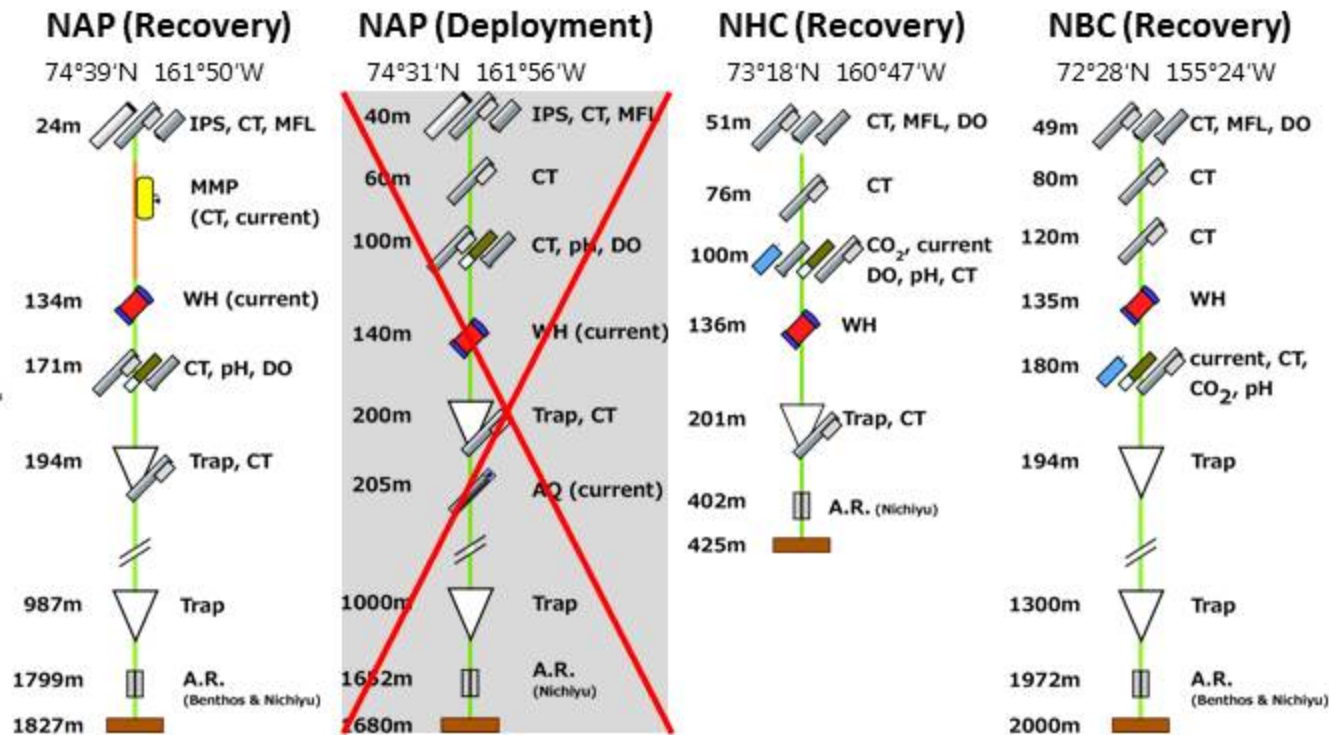 NAP (Recovery)
74°39‘N 161°50‘W
24m
IPS, CT, MFL
MMP
(CT, current)
134m
WH (current)
171m
CT, pH, DO
194m
Trap, CT
987m
Trap
1799m
A.R.
(Benthos & Nichiyu)
1827m
NAP (Deployment)
74°31‘N 161°56‘W
40m
IPS, CT, MFL
60m
CT
100m
CT, pH, DO
140m
WH (current)
200m
Trap, CT
205m
AQ (current)
1000m
Trap
1652m
A.R.
(Nichiyu)
1680m
NHC (Recovery)
73°18‘N 160°47‘W
51m
CT, MFL, DO
76m
CT
100m
CO2, current
DO, pH, CT
136m
WH
201m
Trap, CT
402m
A.R. (Nichiyu)
425m
NBC (Recovery)
72°28‘N 155°24‘W
49m
CT, MFL, DO
80m
CT
120m
CT
135m
WH
180m
current, CT,
CO2, pH
194m
Trap
1300m
Trap
1972m
A.R.
(Benthos & Nichiyu)
2000m